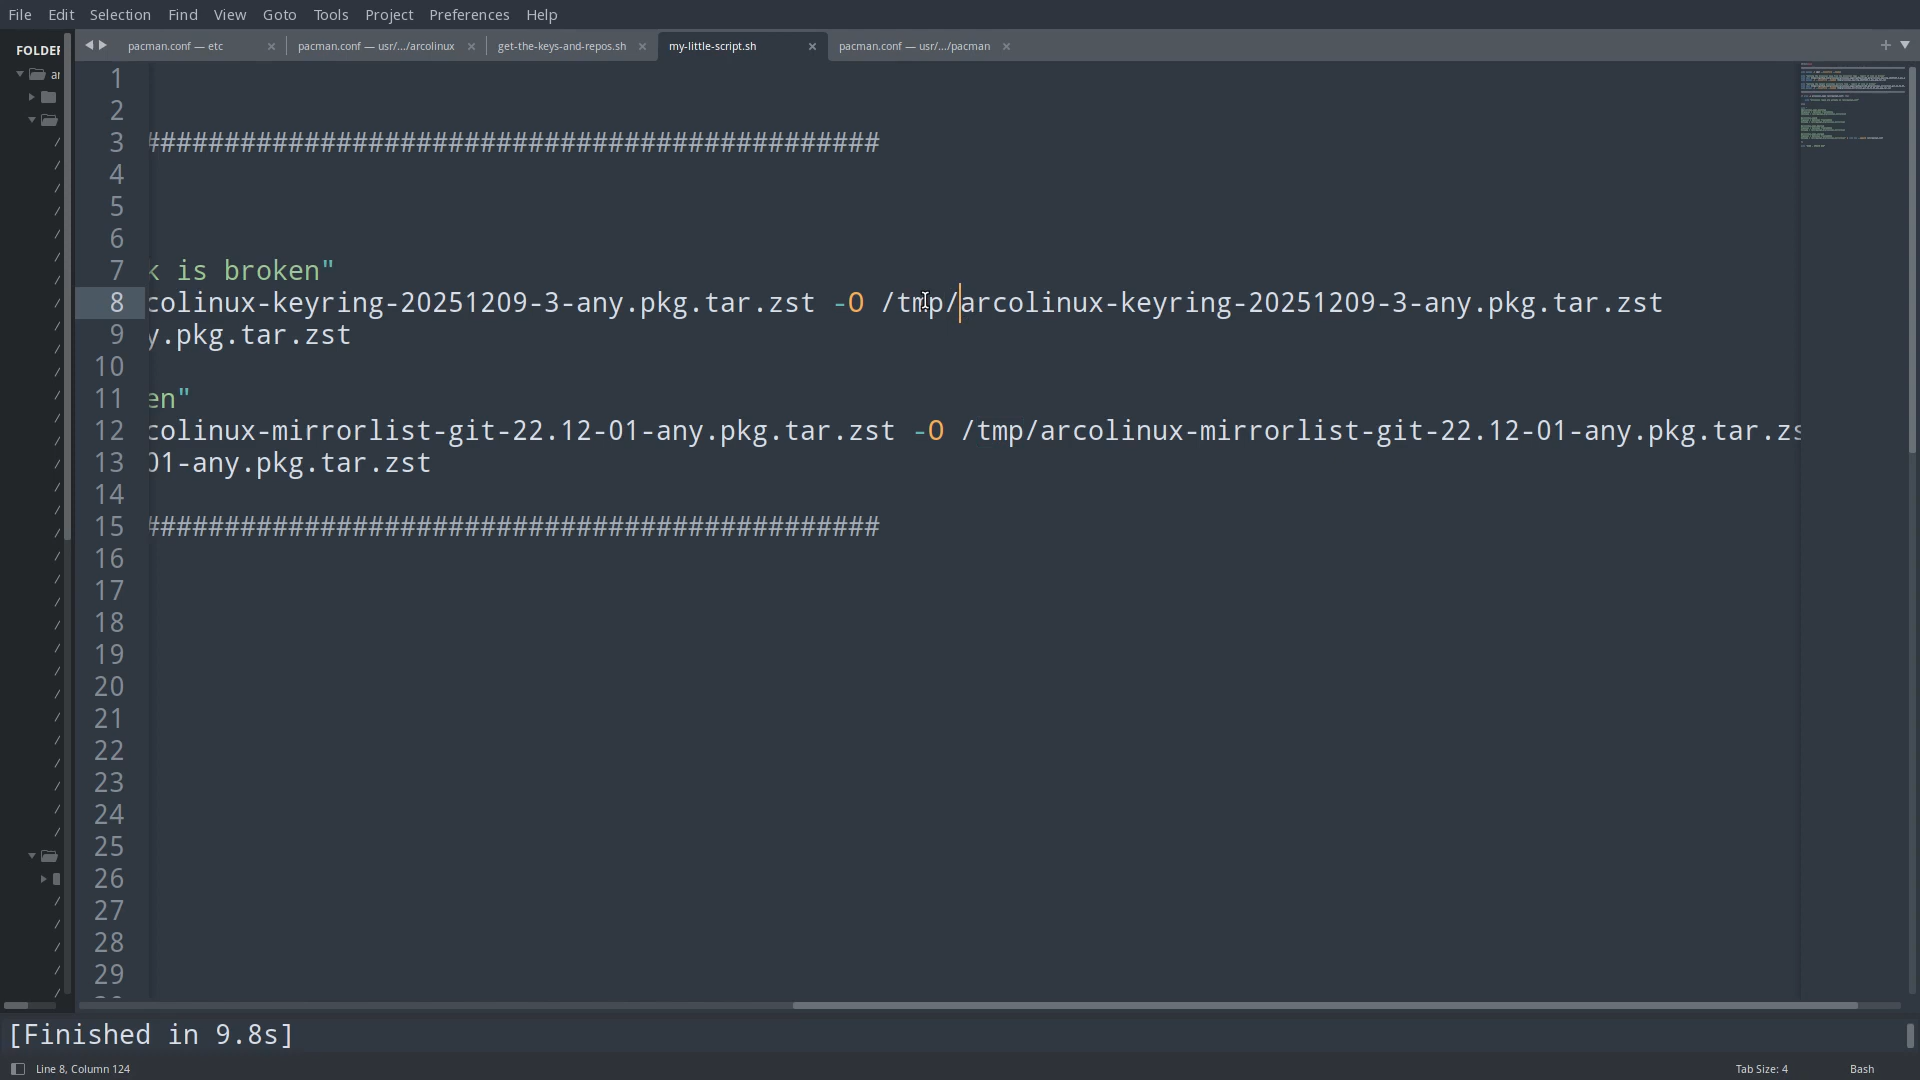 File Edit Selection Find View Goto Tools Project Preferences Help
FOLDER
pacman.conf — etc
pacman.conf — usr/.../arcolinux
get-the-keys-and-repos.sh
my-little-script.sh
pacman.conf — usr/.../pacman
ar
1
2
3 ##############################################
4
5
6
7 k is broken"
8 colinux-keyring-20251209-3-any.pkg.tar.zst -O /tmp/arcolinux-keyring-20251209-3-any.pkg.tar.zst
9 y.pkg.tar.zst
10
11 en"
12 colinux-mirrorlist-git-22.12-01-any.pkg.tar.zst -O /tmp/arcolinux-mirrorlist-git-22.12-01-any.pkg.tar.zs
13 01-any.pkg.tar.zst
14
15 ##############################################
16
17
18
19
20
21
22
23
24
25
26
27
28
29
[Finished in 9.8s]
Line 8, Column 124
Tab Size: 4
Bash